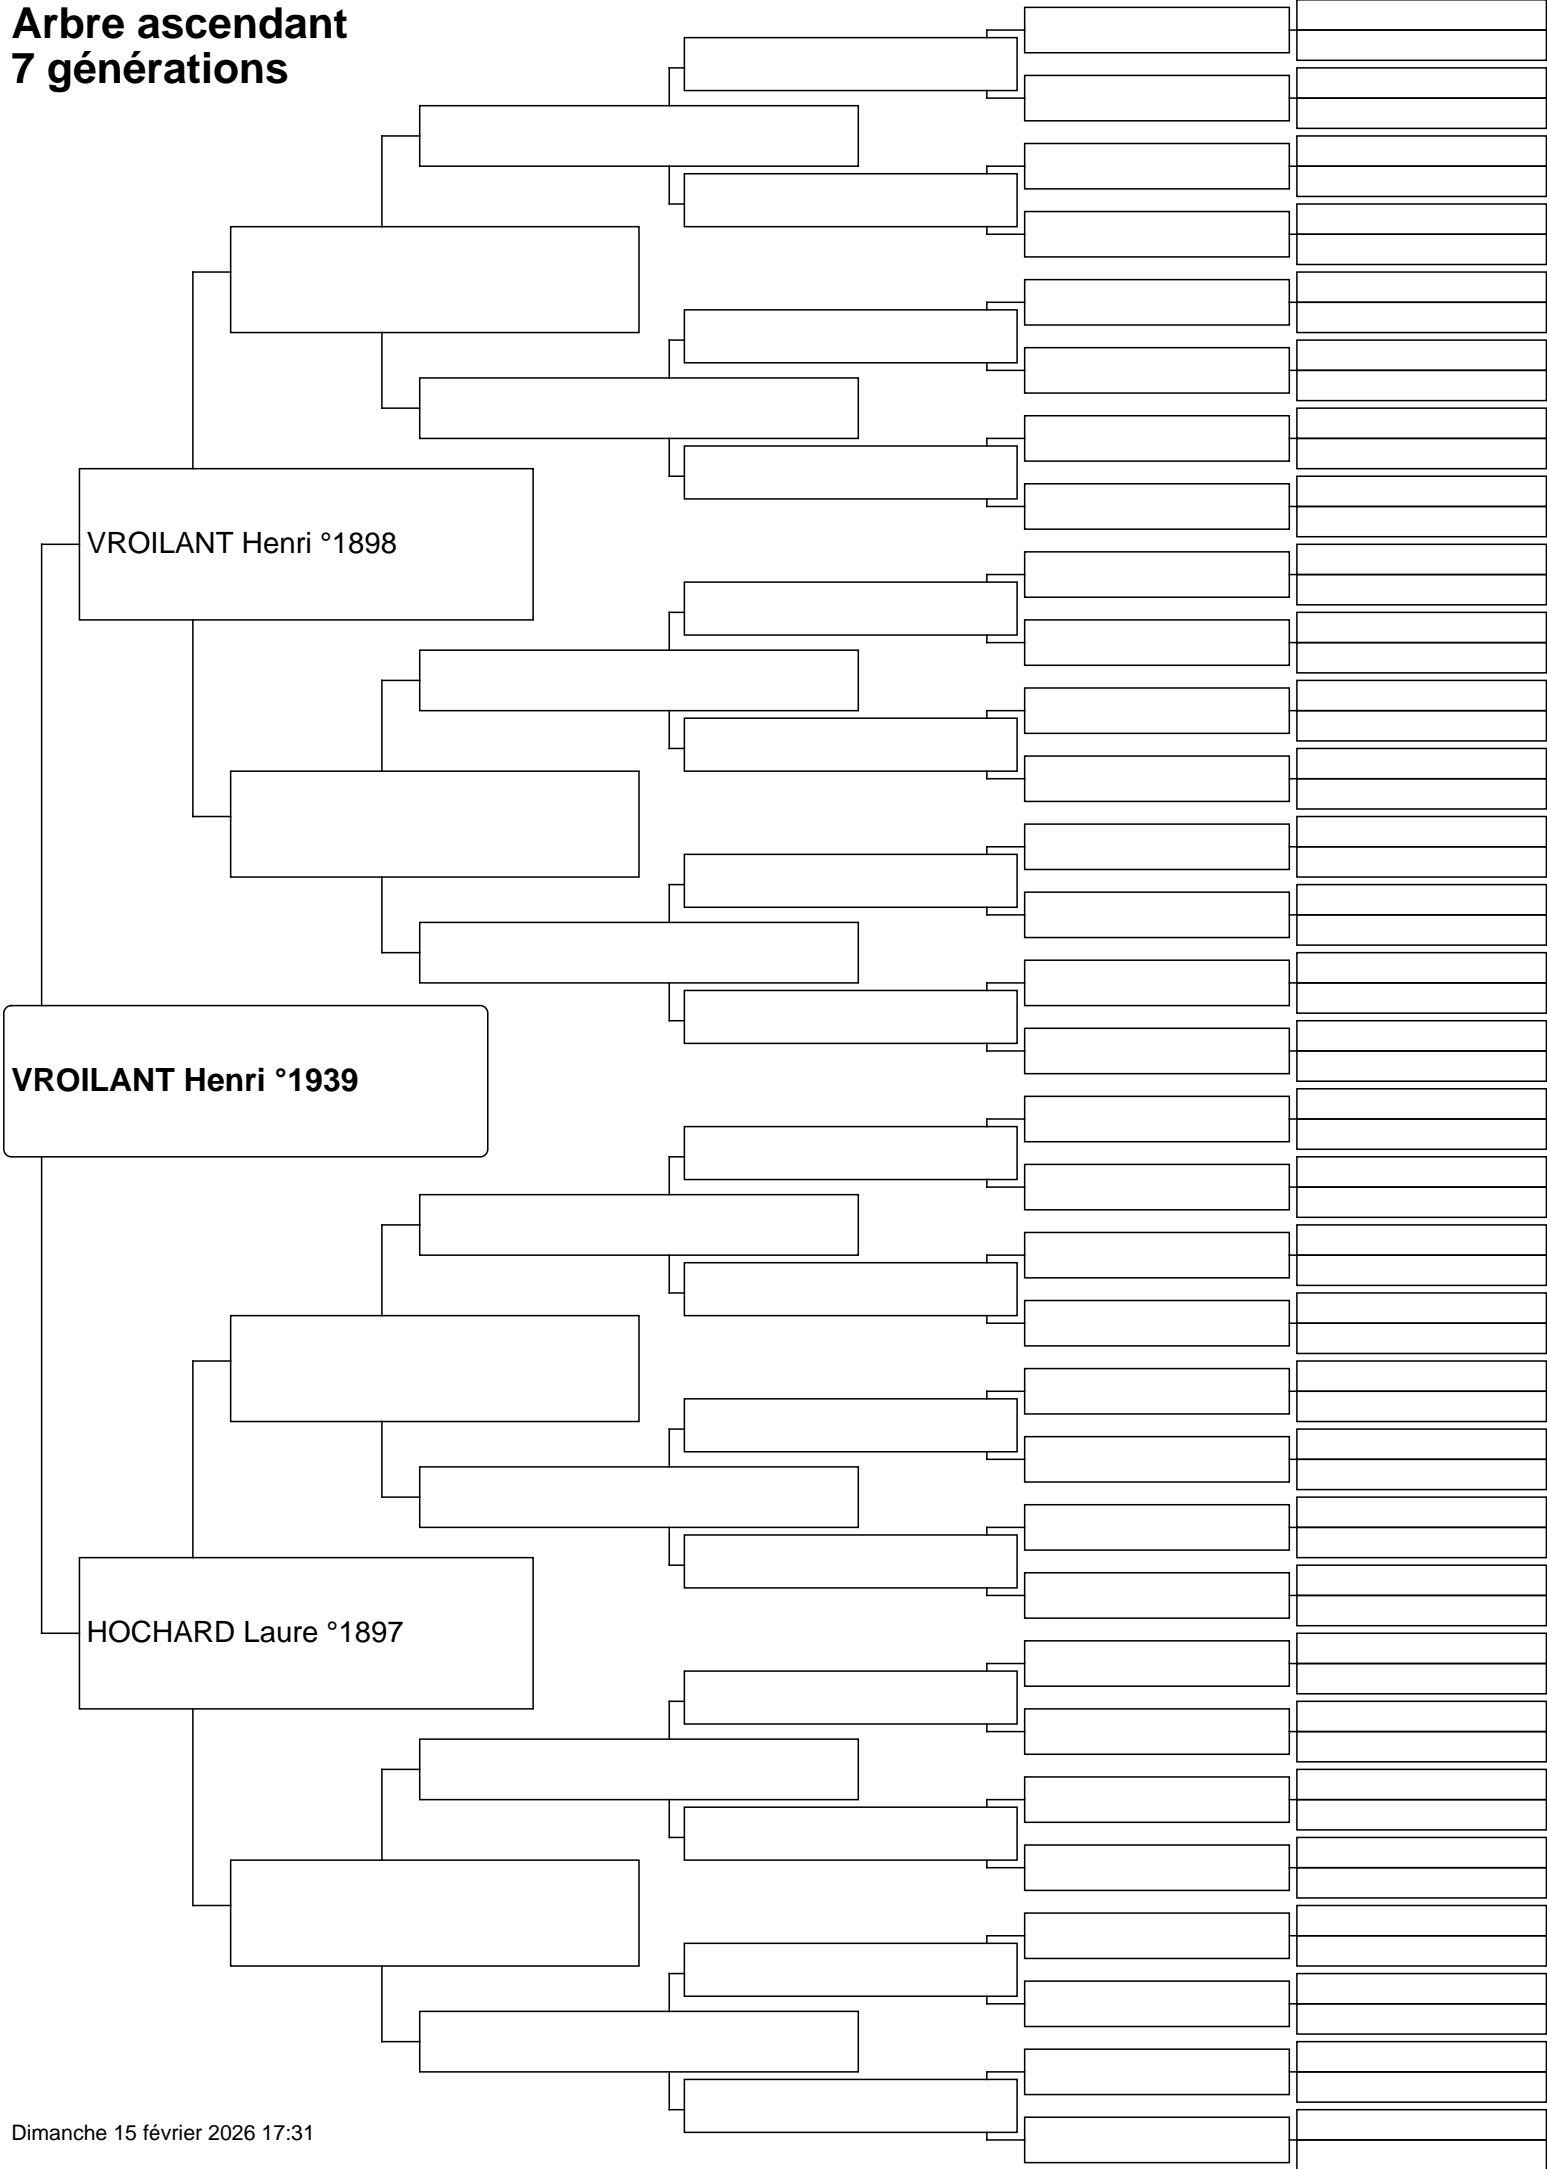 Arbre ascendant
7 générations
VROILANT Henri °1898
VROILANT Henri °1939
HOCHARD Laure °1897
Dimanche 15 février 2026 17:31